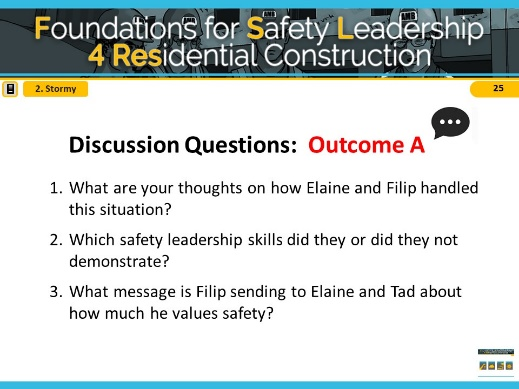 Foundations for Safety Leadership
4 Residential Construction
2. Stormy
25
Discussion Questions: Outcome A
1. What are your thoughts on how Elaine and Filip handled
this situation?
2. Which safety leadership skills did they or did they not
demonstrate?
3. What message is Filip sending to Elaine and Tad about
how much he values safety?